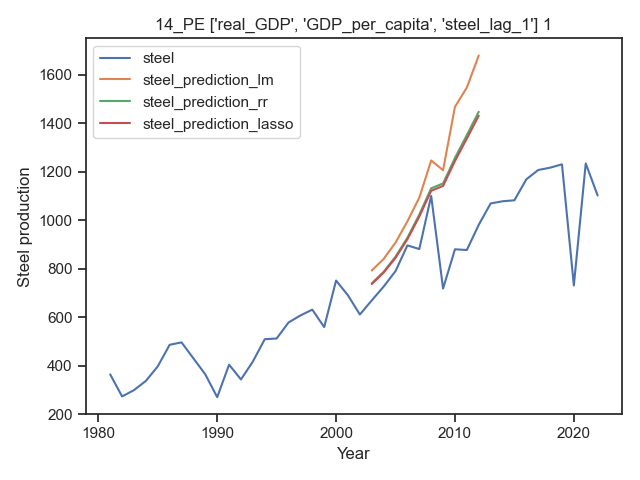 14_PE ['real_GDP', 'GDP_per_capita', 'steel_lag_1'] 1
steel
steel_prediction_lm
steel_prediction_rr
steel_prediction_lasso
Steel production
1600
1400
1200
1000
800
600
400
200
1980
1990
2000
2010
2020
Year